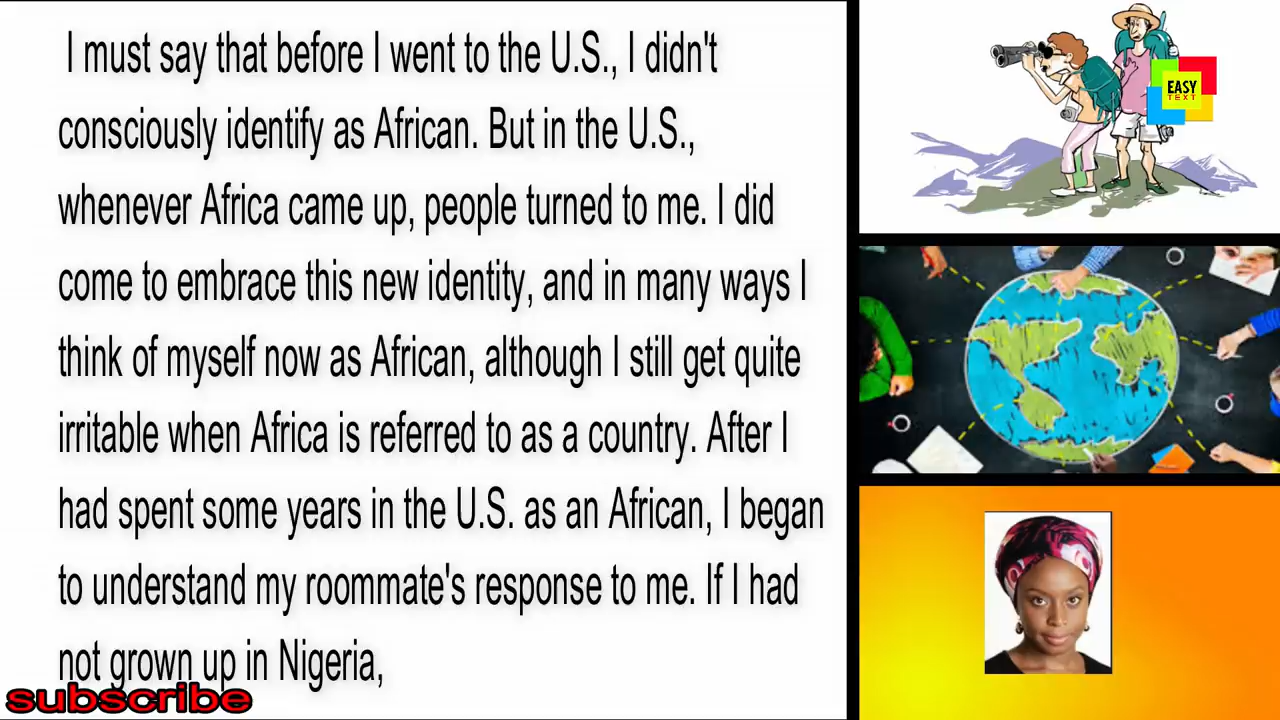 I must say that before I went to the U.S., I didn't
consciously identify as African. But in the U.S.,
whenever Africa came up, people turned to me. I did
come to embrace this new identity, and in many ways I
think of myself now as African, although I still get quite
irritable when Africa is referred to as a country. After I
had spent some years in the U.S. as an African, I began
to understand my roommate's response to me. If I had
not grown up in Nigeria,
subscribe
EASY
TEXT